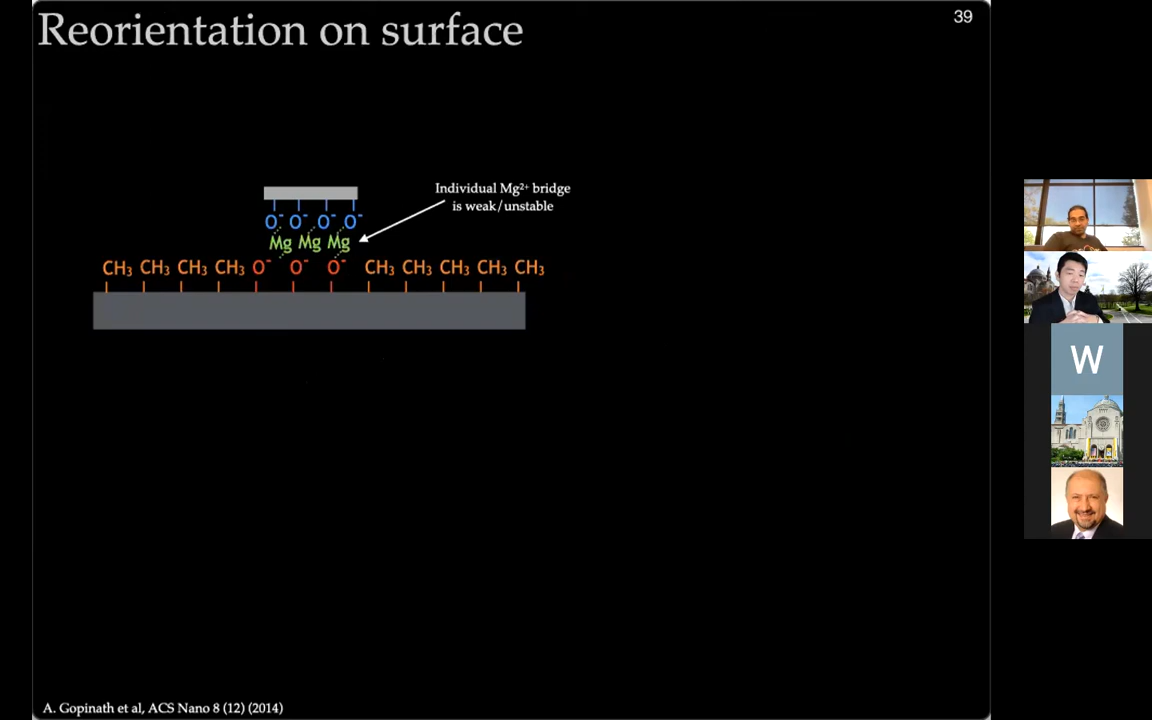 Reorientation on surface
39
Individual Mg²⁺ bridge
is weak/unstable
O⁻ O⁻ O⁻ O⁻
Mg Mg Mg
CH₃ CH₃ CH₃ CH₃ O⁻ O⁻ O⁻ CH₃ CH₃ CH₃ CH₃ CH₃
W
A. Gopinath et al, ACS Nano 8 (12) (2014)